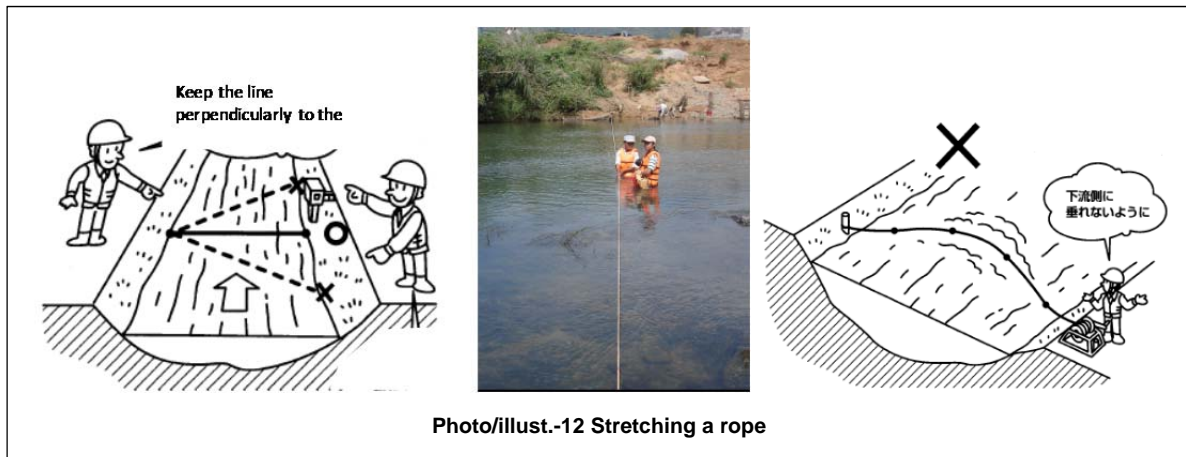 Keep the line
perpendicularly to the
下流側に
垂れないように
Photo/illust.-12 Stretching a rope